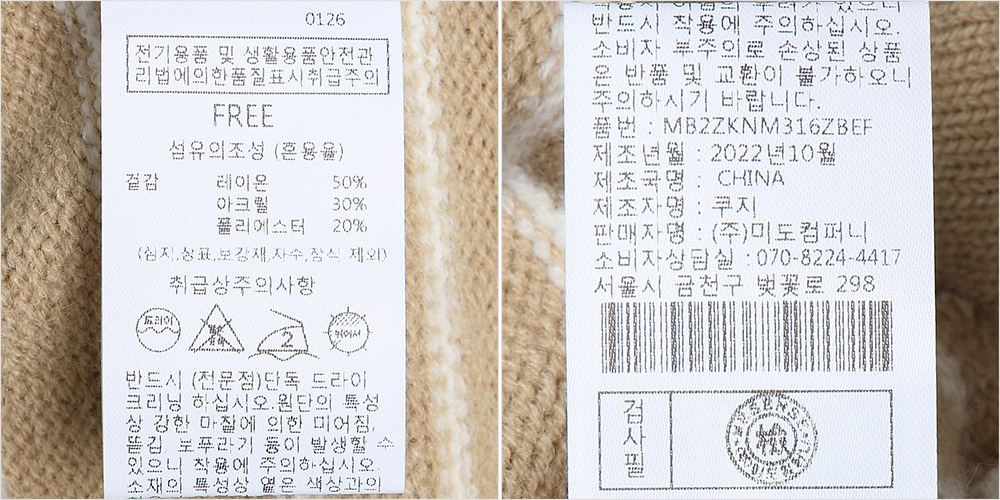 0126
전기용품 및 생활용품안전관
리법에의한품질표시취급주의
FREE
섬유의조성 (혼용율)
겉감 레이온 50%
아크릴 30%
폴리에스터 20%
(심지,상표,보강재,자수,장식 제외)
취급상주의사항
드라이
2
뉘어서
반드시 (전문점)단독 드라이
크리닝 하십시오.원단의 특성
상 강한 마찰에 의한 미어짐,
뜯김 보푸라기 등이 발생할 수
있으니 착용에 주의하십시오.
소재의 특성상 옅은 색상과의
반드시 착용에 주의하십시오.
소비자 부주의로 손상된 상품
은 반품 및 교환이 불가하오니
주의하시기 바랍니다.
품번 : MB2ZKNM316ZBEF
제조년월 : 2022년10월
제조국명 : CHINA
제조자명 : 쿠지
판매자명 : (주)미도컴퍼니
소비자상담실 : 070-8224-4417
서울시 금천구 벚꽃로 298
검사필